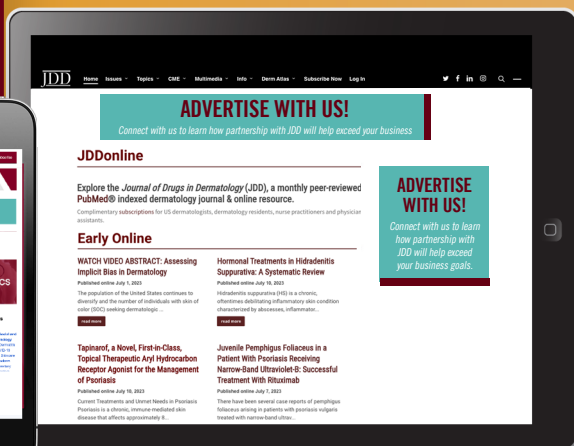 JDD Home Issues Topics CME Multimedia Info Derm Atlas Subscribe Now Log In
ADVERTISE WITH US!
Connect with us to learn how partnership with JDD will help exceed your business
JDDonline
Explore the Journal of Drugs in Dermatology (JDD), a monthly peer-reviewed
PubMed® indexed dermatology journal & online resource.
Complimentary subscriptions for US dermatologists, dermatology residents, nurse practitioners and physician
assistants.
ADVERTISE
WITH US!
Connect with us to learn
how partnership with
JDD will help exceed
your business goals.
Early Online
WATCH VIDEO ABSTRACT: Assessing
Implicit Bias in Dermatology
Published online July 1, 2023
The population of the United States continues to
diversify and the number of individuals with skin of
color (SOC) seeking dermatologic ...
read more
Hormonal Treatments in Hidradenitis
Suppurativa: A Systematic Review
Published online July 10, 2023
Hidradenitis suppurativa (HS) is a chronic,
oftentimes debilitating inflammatory skin condition
characterized by abscesses, inflammator...
read more
Tapinarof, a Novel, First-in-Class,
Topical Therapeutic Aryl Hydrocarbon
Receptor Agonist for the Management
of Psoriasis
Published online July 10, 2023
Current Treatments and Unmet Needs in Psoriasis
Psoriasis is a chronic, immune-mediated skin
disease that affects approximately 8...
Juvenile Pemphigus Foliaceus in a
Patient With Psoriasis Receiving
Narrow-Band Ultraviolet-B: Successful
Treatment With Rituximab
Published online July 7, 2023
There have been several case reports of pemphigus
foliaceus arising in patients with psoriasis vulgaris
treated with narrow-band ultrav...